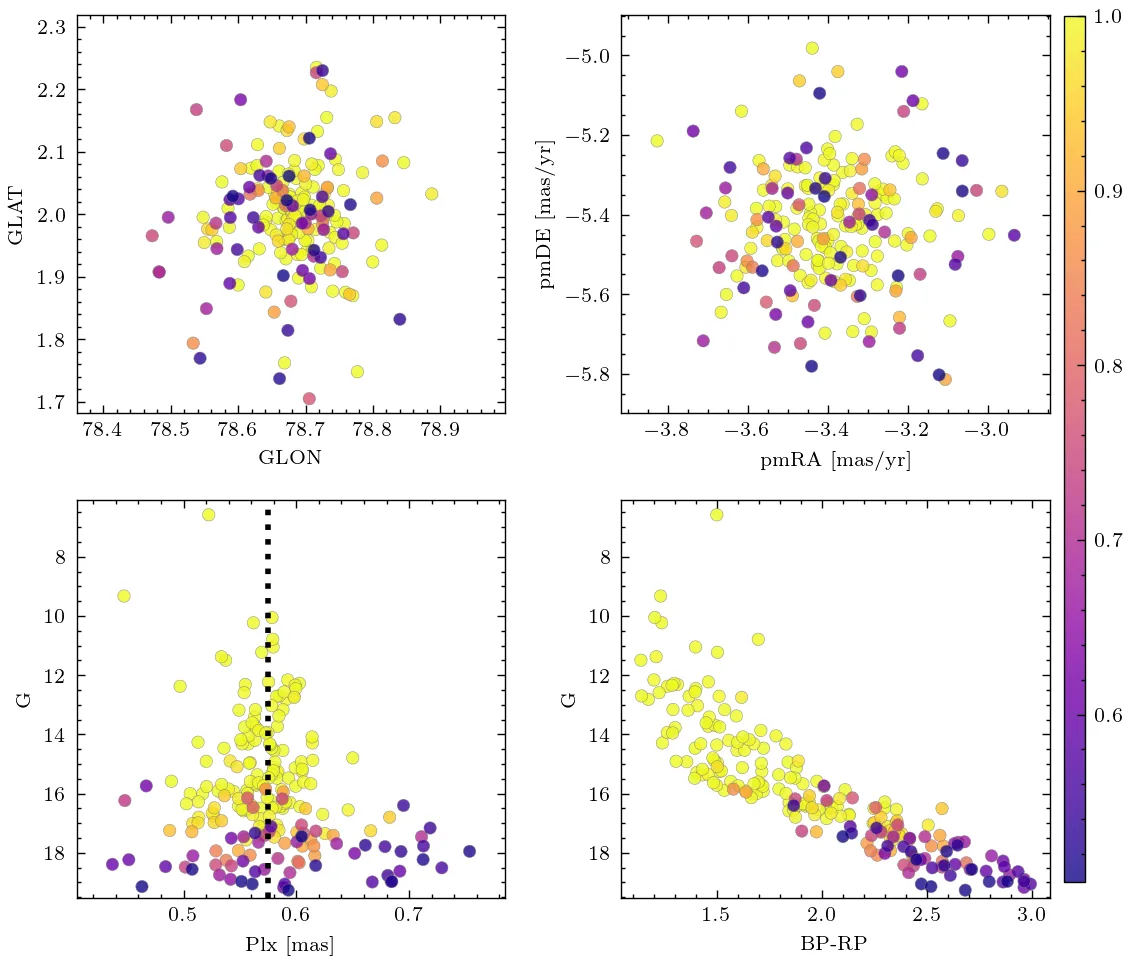 2.3
2.2
2.1
2.0
1.9
1.8
1.7
GLAT
78.4 78.5 78.6 78.7 78.8 78.9
GLON
−5.0
−5.2
−5.4
−5.6
−5.8
pmDE [mas/yr]
−3.8 −3.6 −3.4 −3.2 −3.0
pmRA [mas/yr]
1.0
0.9
0.8
0.7
0.6
8
10
12
14
16
18
G
0.5 0.6 0.7
Plx [mas]
8
10
12
14
16
18
G
1.5 2.0 2.5 3.0
BP-RP